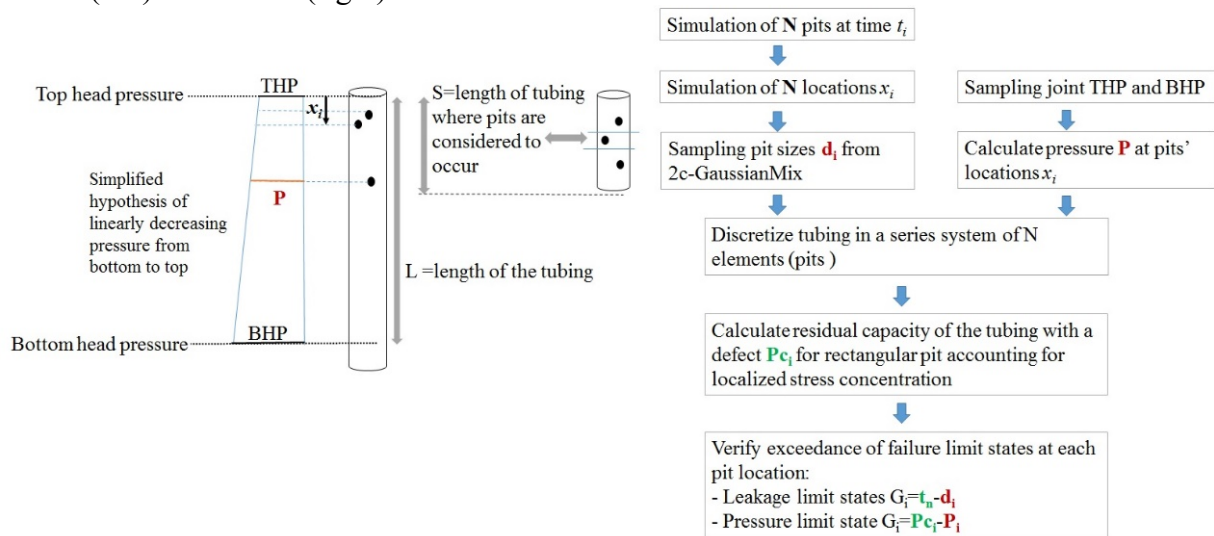 THP
Top head pressure
x_i
S=length of tubing
where pits are
considered to
occur
Simplified
hypothesis of
linearly decreasing
pressure from
bottom to top
P
L =length of the tubing
BHP
Bottom head pressure
Simulation of N pits at time t_i
Simulation of N locations x_i
Sampling pit sizes d_i from
2c-GaussianMix
Sampling joint THP and BHP
Calculate pressure P at pits'
locations x_i
Discretize tubing in a series system of N
elements (pits )
Calculate residual capacity of the tubing with a
defect Pc_i for rectangular pit accounting for
localized stress concentration
Verify exceedance of failure limit states at each
pit location:
- Leakage limit states G_i=t_n-d_i
- Pressure limit state G_i=Pc_i-P_i